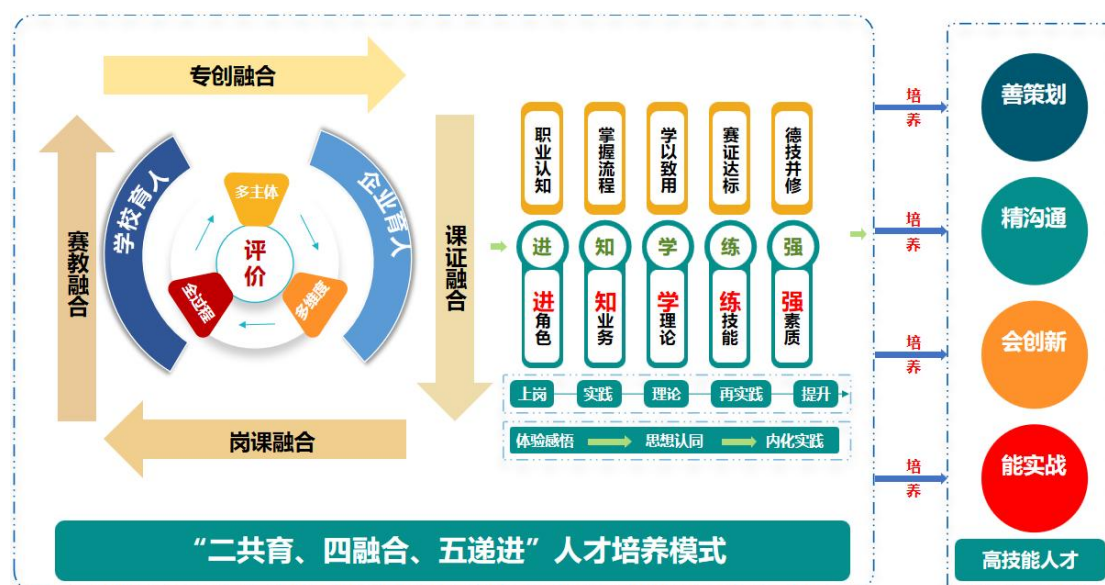 专创融合
课证融合
岗课融合
赛教融合
学校育人
企业育人
多主体
多维度
全过程
评价
职业认知
掌握流程
学以致用
赛证达标
德技并修
进
知
学
练
强
进角色
知业务
学理论
练技能
强素质
上岗
实践
理论
再实践
提升
体验感悟
思想认同
内化实践
“二共育、四融合、五递进”人才培养模式
培养
培养
培养
培养
善策划
精沟通
会创新
能实战
高技能人才